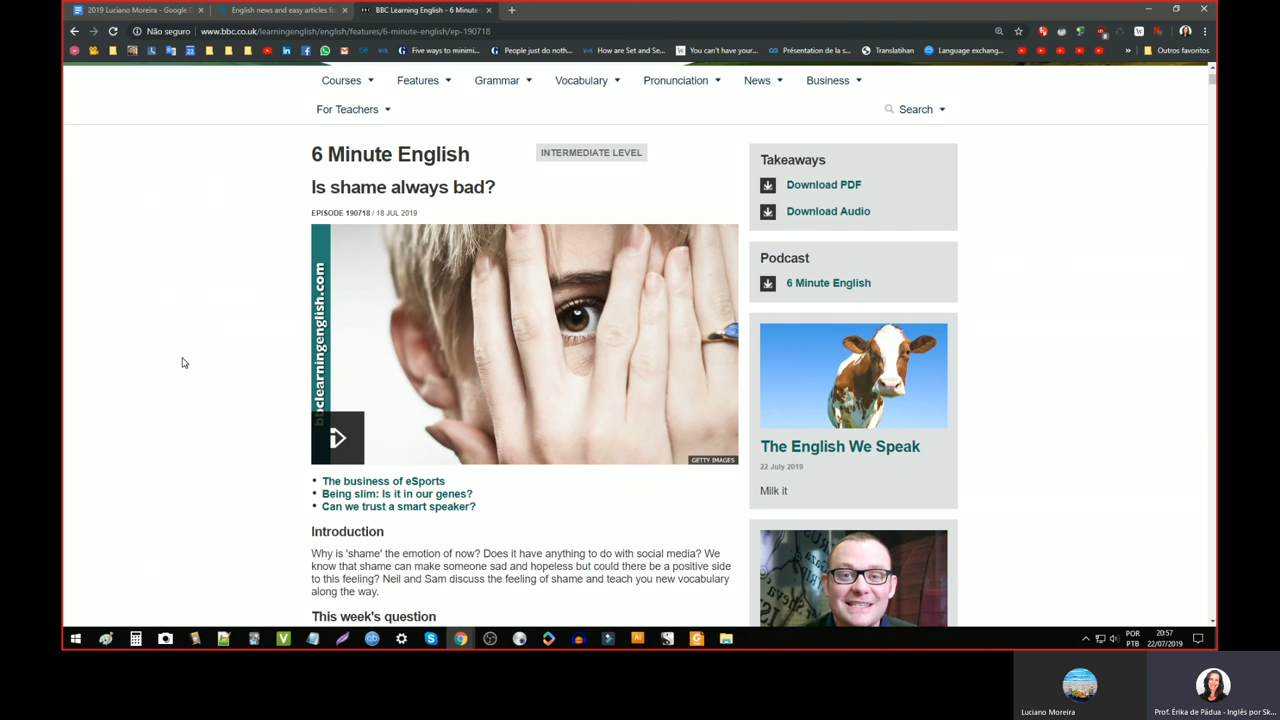 2019 Luciano Moreira - Google D
English news and easy articles fo
BBC Learning English - 6 Minute
Não seguro
www.bbc.co.uk/learningenglish/english/features/6-minute-english/ep-190718
Five ways to minimi...
People just do noth...
How are Set and Se...
You can't have your...
Présentation de la s...
Translatihan
Language exchang...
Outros favoritos
Courses
Features
Grammar
Vocabulary
Pronunciation
News
Business
For Teachers
Search
6 Minute English
INTERMEDIATE LEVEL
Is shame always bad?
EPISODE 190718 / 18 JUL 2019
bbclearningenglish.com
GETTY IMAGES
The business of eSports
Being slim: Is it in our genes?
Can we trust a smart speaker?
Introduction
Why is 'shame' the emotion of now? Does it have anything to do with social media? We
know that shame can make someone sad and hopeless but could there be a positive side
to this feeling? Neil and Sam discuss the feeling of shame and teach you new vocabulary
along the way.
This week's question
Takeaways
Download PDF
Download Audio
Podcast
6 Minute English
The English We Speak
22 July 2019
Milk it
POR
PTB
20:57
22/07/2019
Luciano Moreira
Prof. Érika de Pádua - Inglês por Sk...